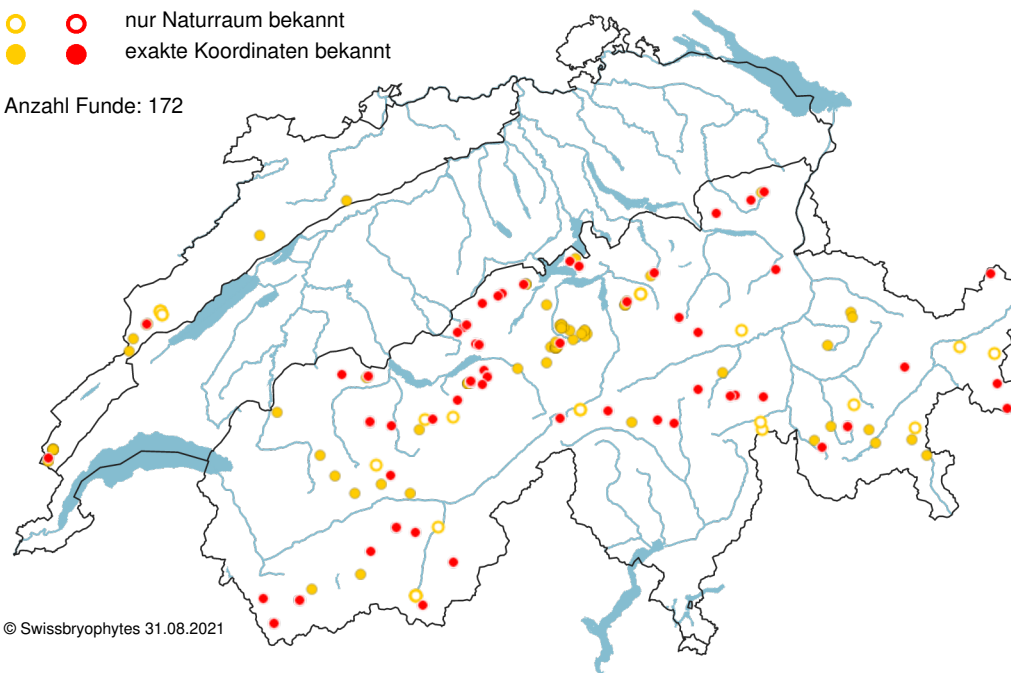 nur Naturraum bekannt
exakte Koordinaten bekannt
Anzahl Funde: 172
© Swissbryophytes 31.08.2021